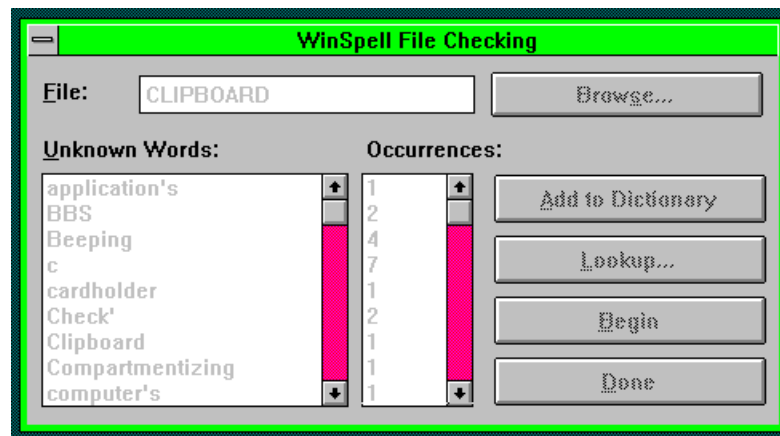 WinSpell File Checking
File: CLIPBOARD Browse...
Unknown Words: Occurrences:
application's 1
BBS 2
Beeping 4
c 7
cardholder 1
Check' 2
Clipboard 1
Compartmentizing 1
computer's 1
Add to Dictionary
Lookup...
Begin
Done